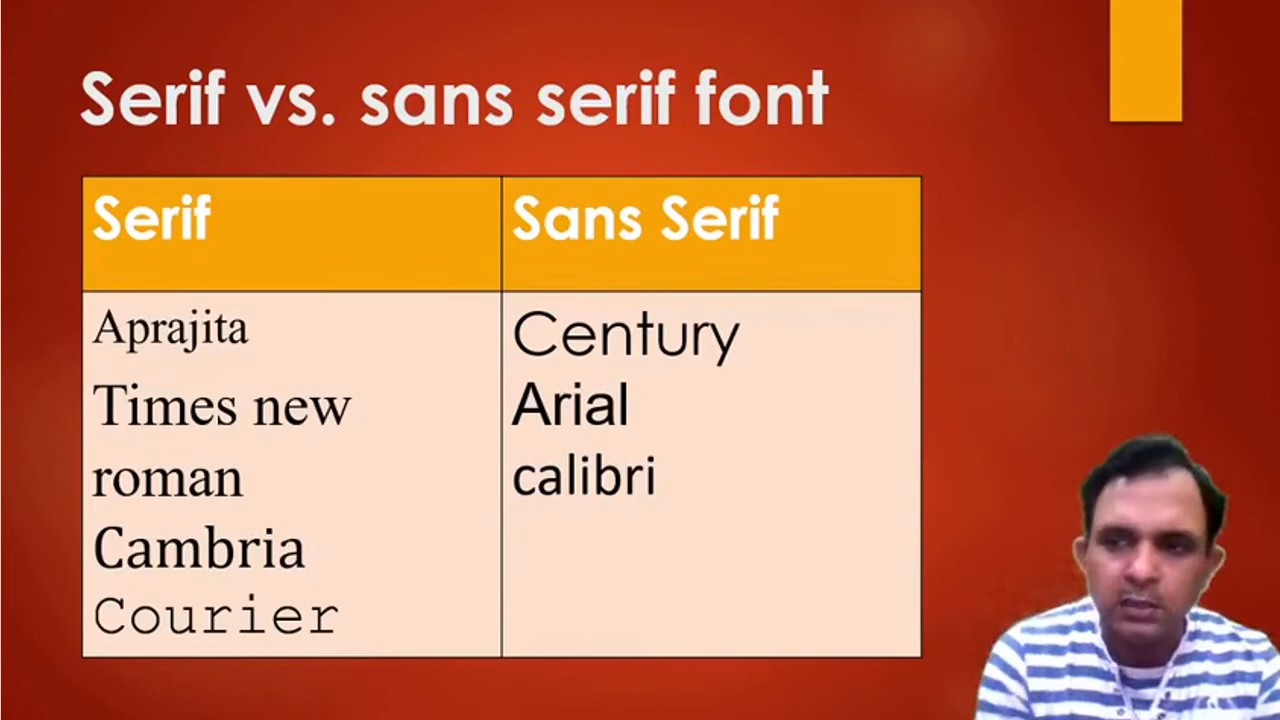 Serif vs. sans serif font
Serif
Sans Serif
Aprajita
Times new
roman
Cambria
Courier
Century
Arial
calibri